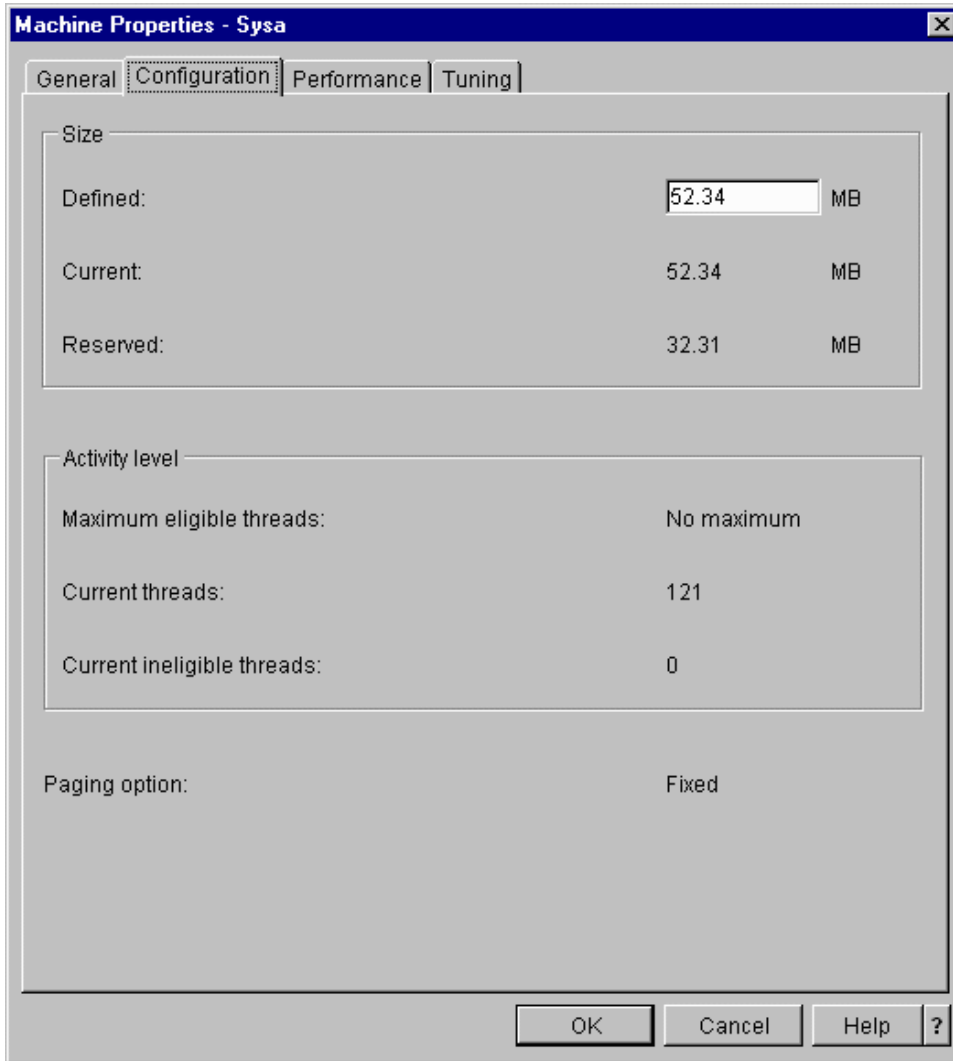 Machine Properties - Sysa
General Configuration Performance Tuning
Size
Defined: 52.34 MB
Current: 52.34 MB
Reserved: 32.31 MB
Activity level
Maximum eligible threads: No maximum
Current threads: 121
Current ineligible threads: 0
Paging option: Fixed
OK Cancel Help ?